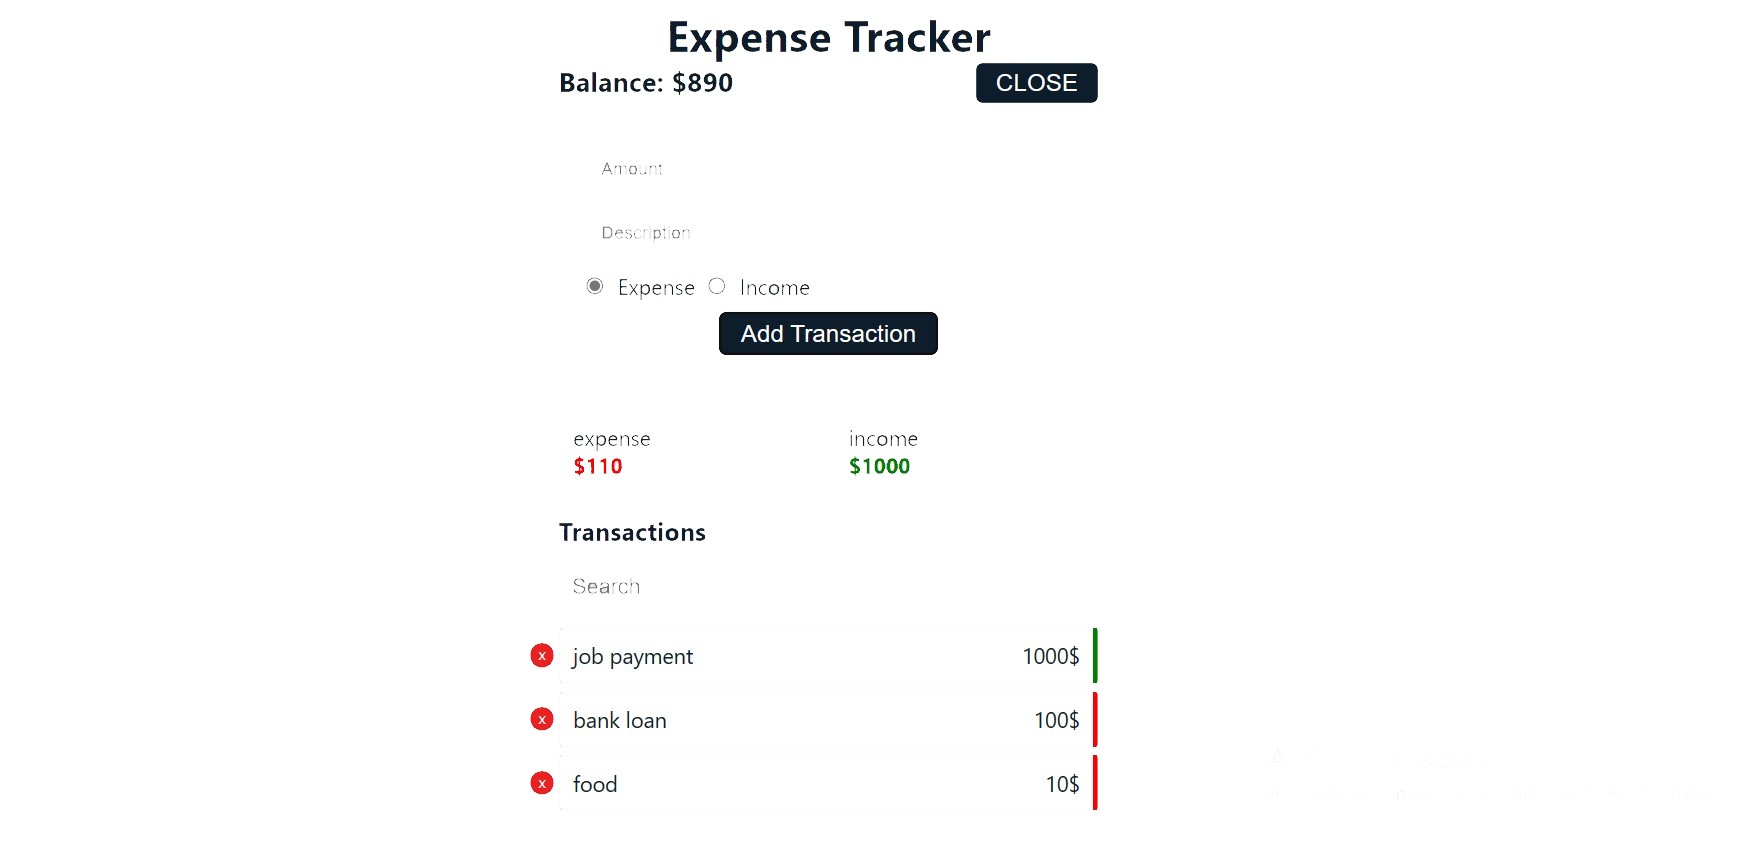 Expense Tracker
Balance: $890 CLOSE
Amount
Description
Expense Income
Add Transaction
expense income
$110 $1000
Transactions
Search
x job payment 1000$
x bank loan 100$
x food 10$